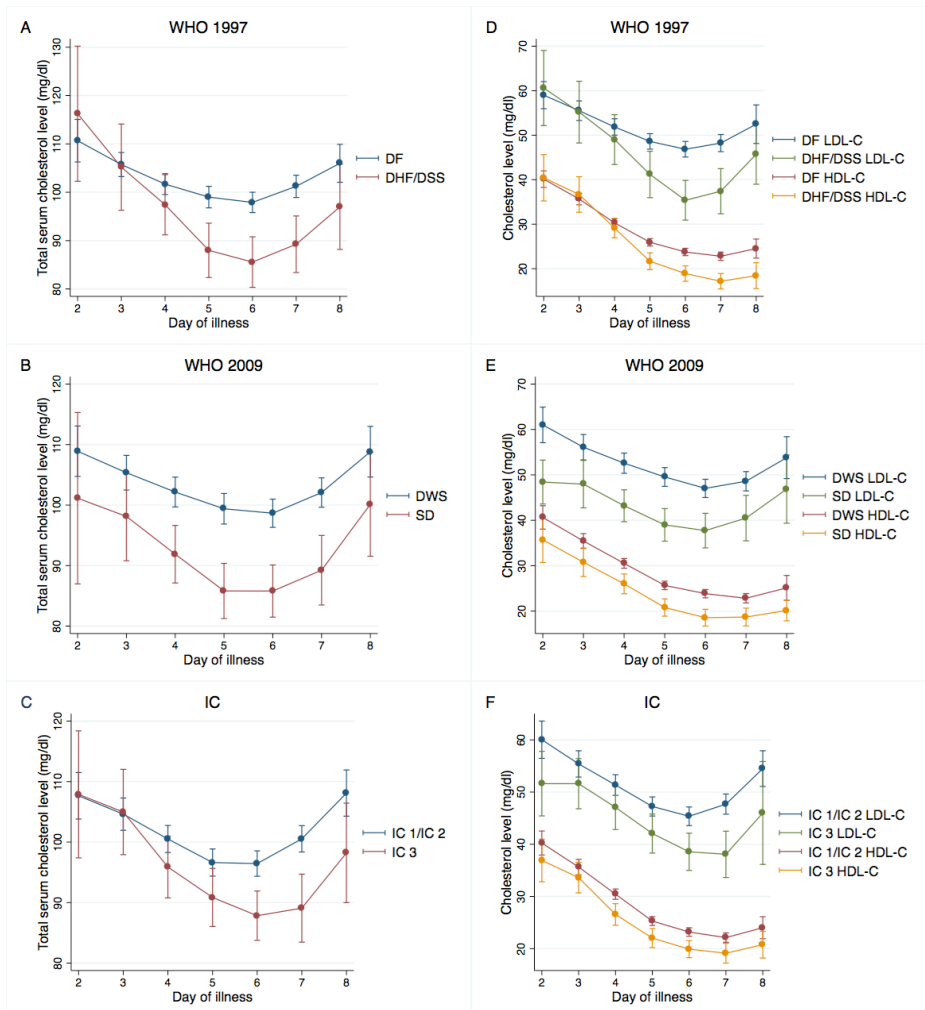 A
WHO 1997
Total serum cholesterol level (mg/dl)
130
120
110
100
90
80
2 3 4 5 6 7 8
Day of illness
DF
DHF/DSS
D
WHO 1997
Cholesterol level (mg/dl)
70
60
50
40
30
20
2 3 4 5 6 7 8
Day of illness
DF LDL-C
DHF/DSS LDL-C
DF HDL-C
DHF/DSS HDL-C
B
WHO 2009
Total serum cholesterol level (mg/dl)
120
110
100
90
80
2 3 4 5 6 7 8
Day of illness
DWS
SD
E
WHO 2009
Cholesterol level (mg/dl)
70
60
50
40
30
20
2 3 4 5 6 7 8
Day of illness
DWS LDL-C
SD LDL-C
DWS HDL-C
SD HDL-C
C
IC
Total serum cholesterol level (mg/dl)
120
110
100
90
80
2 3 4 5 6 7 8
Day of illness
IC 1/IC 2
IC 3
F
IC
Cholesterol level (mg/dl)
60
50
40
30
20
2 3 4 5 6 7 8
Day of illness
IC 1/IC 2 LDL-C
IC 3 LDL-C
IC 1/IC 2 HDL-C
IC 3 HDL-C